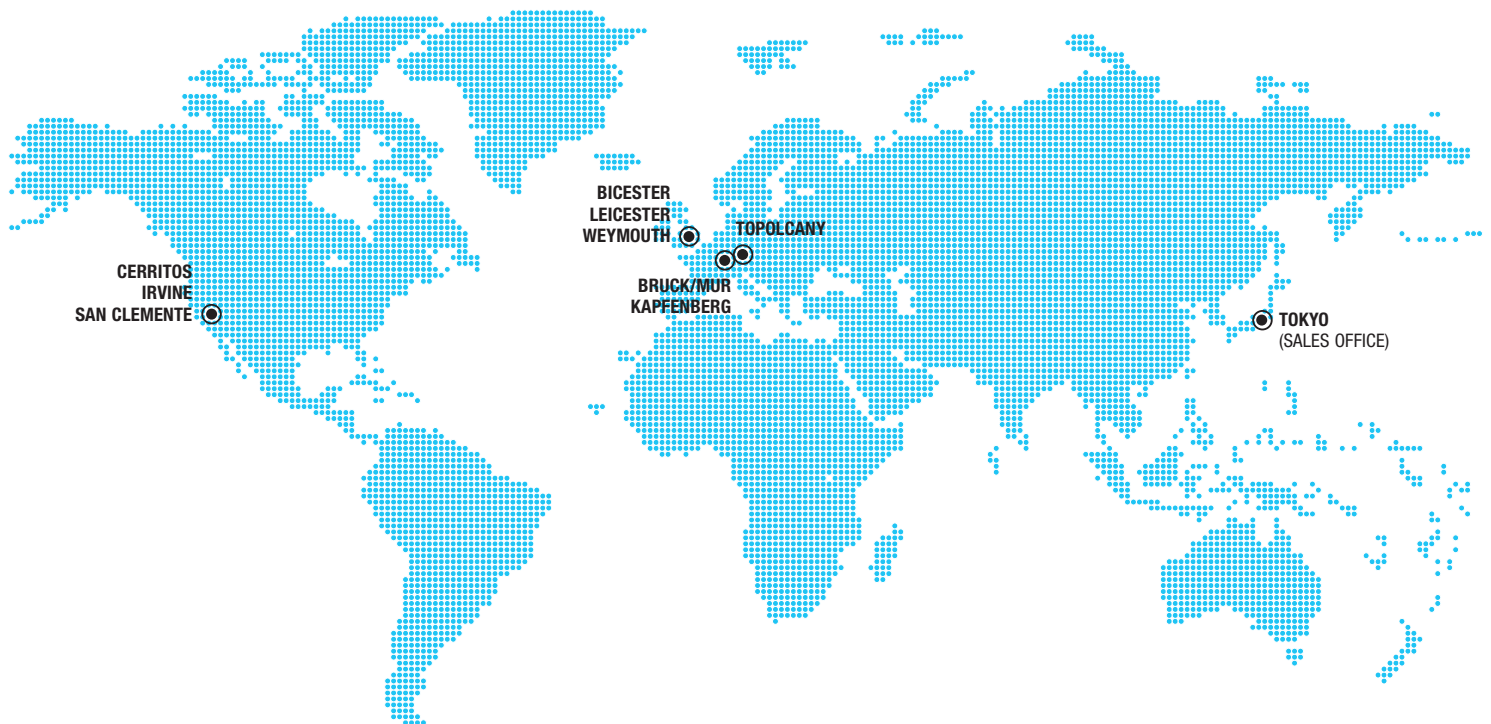 BICESTER
LEICESTER
WEYMOUTH
TOPOLCANY
CERRITOS
IRVINE
SAN CLEMENTE
BRUCK/MUR
KAPFENBERG
TOKYO
(SALES OFFICE)